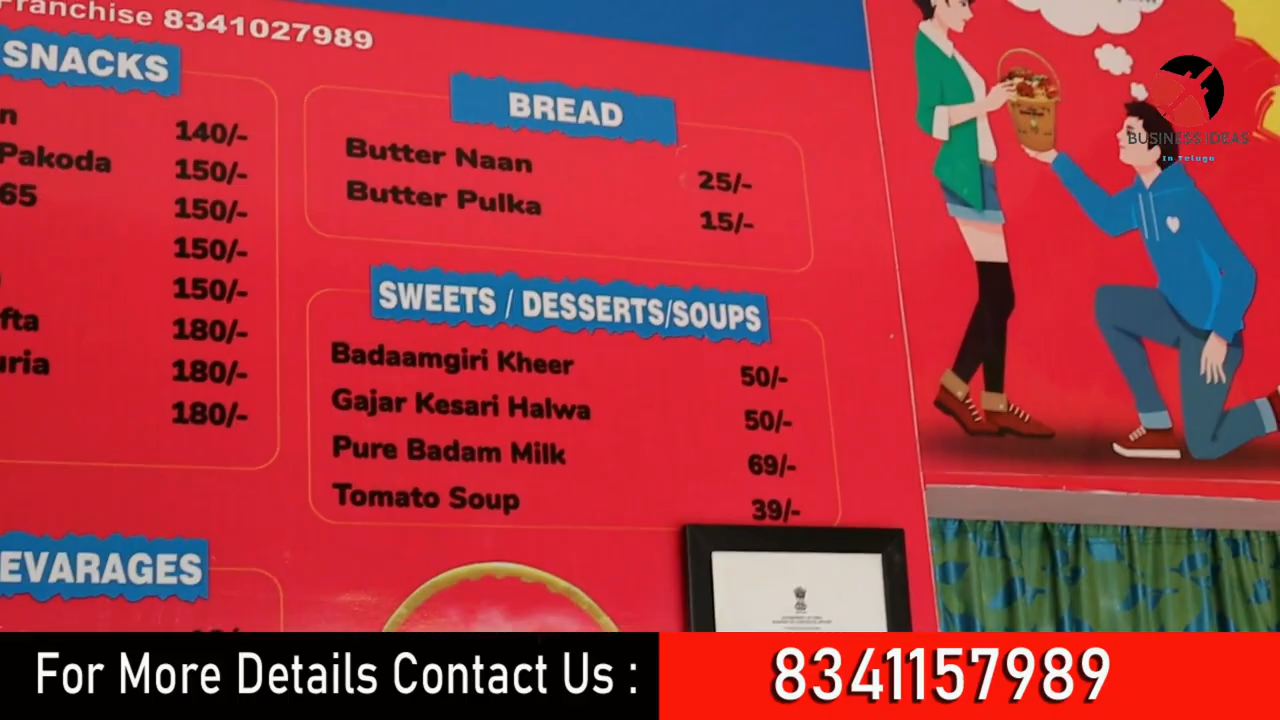 Franchise 8341027989
SNACKS
n 140/-
Pakoda 150/-
65 150/-
150/-
150/-
fta 180/-
uria 180/-
180/-
BREAD
Butter Naan 25/-
Butter Pulka 15/-
SWEETS / DESSERTS/SOUPS
Badaamgiri Kheer 50/-
Gajar Kesari Halwa 50/-
Pure Badam Milk 69/-
Tomato Soup 39/-
EVARAGES
BUSINESS IDEAS
In Telugu
For More Details Contact Us : 8341157989